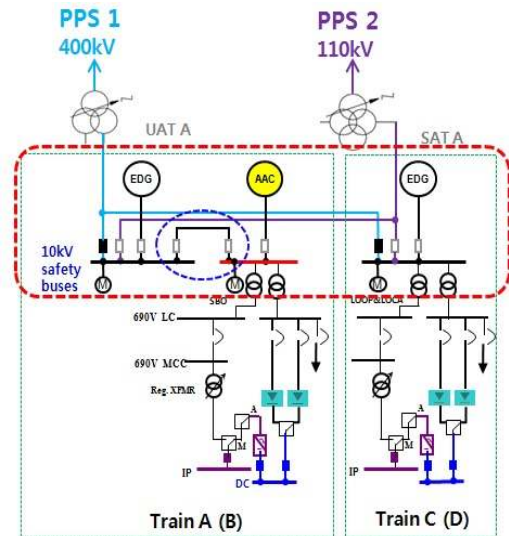 PPS 1
400kV
PPS 2
110kV
UAT A
SAT A
EDG
AAC
EDG
10kV
safety
buses
M
M
M
SBO
LOOP&LOCA
690V LC
690V MCC
Reg. XFMR
A
M
IP
DC
A
M
IP
Train A (B)
Train C (D)